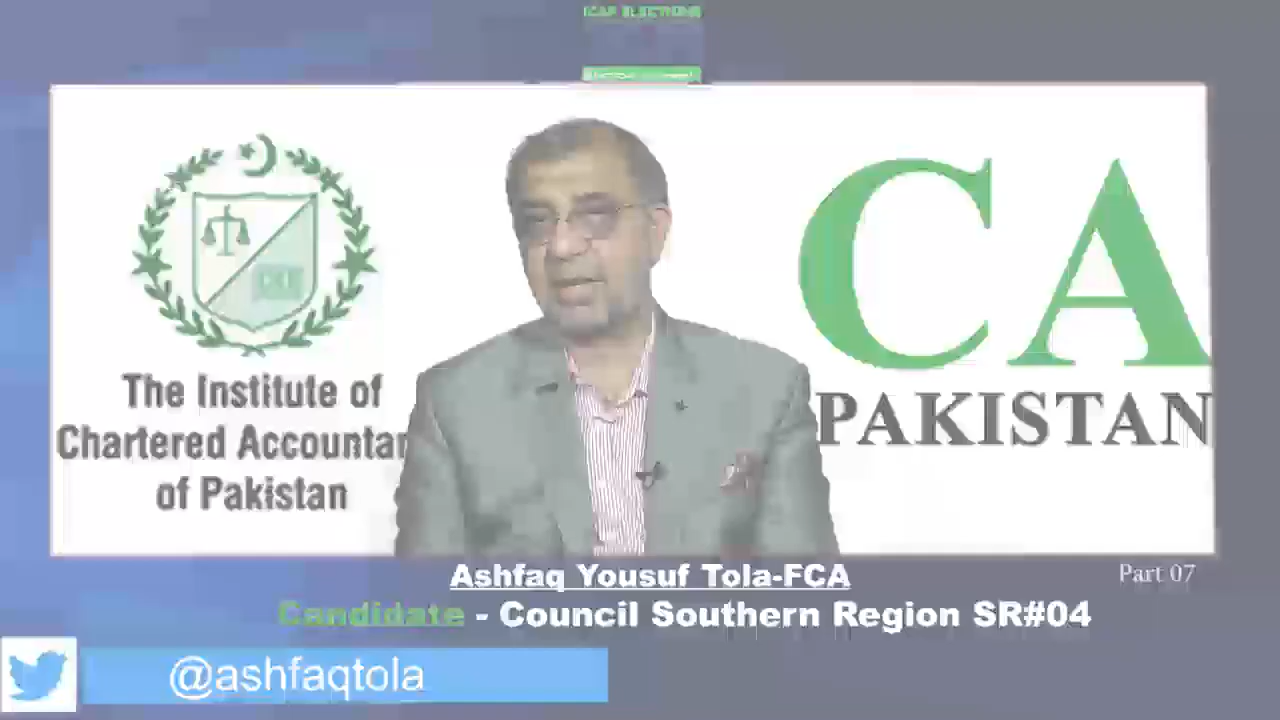 ICAP ELECTIONS
The Institute of
Chartered Accountan
of Pakistan
CA
PAKISTAN
Ashfaq Yousuf Tola-FCA
Part 07
Candidate - Council Southern Region SR#04
@ashfaqtola